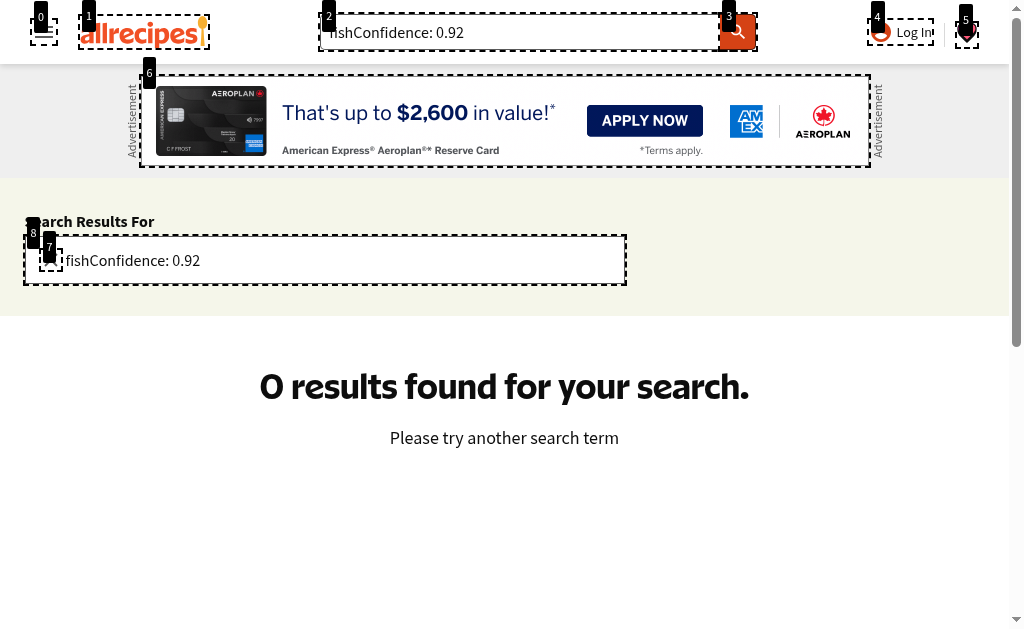 0
1
allrecipes
2
fishConfidence: 0.92
3
4
Log In
5
6
Advertisement
AMERICAN EXPRESS
AEROPLAN
C F FROST
That's up to $2,600 in value!*
American Express® Aeroplan®* Reserve Card
APPLY NOW
*Terms apply.
AM
EX
AEROPLAN
Advertisement
Search Results For
8
7
fishConfidence: 0.92
0 results found for your search.
Please try another search term